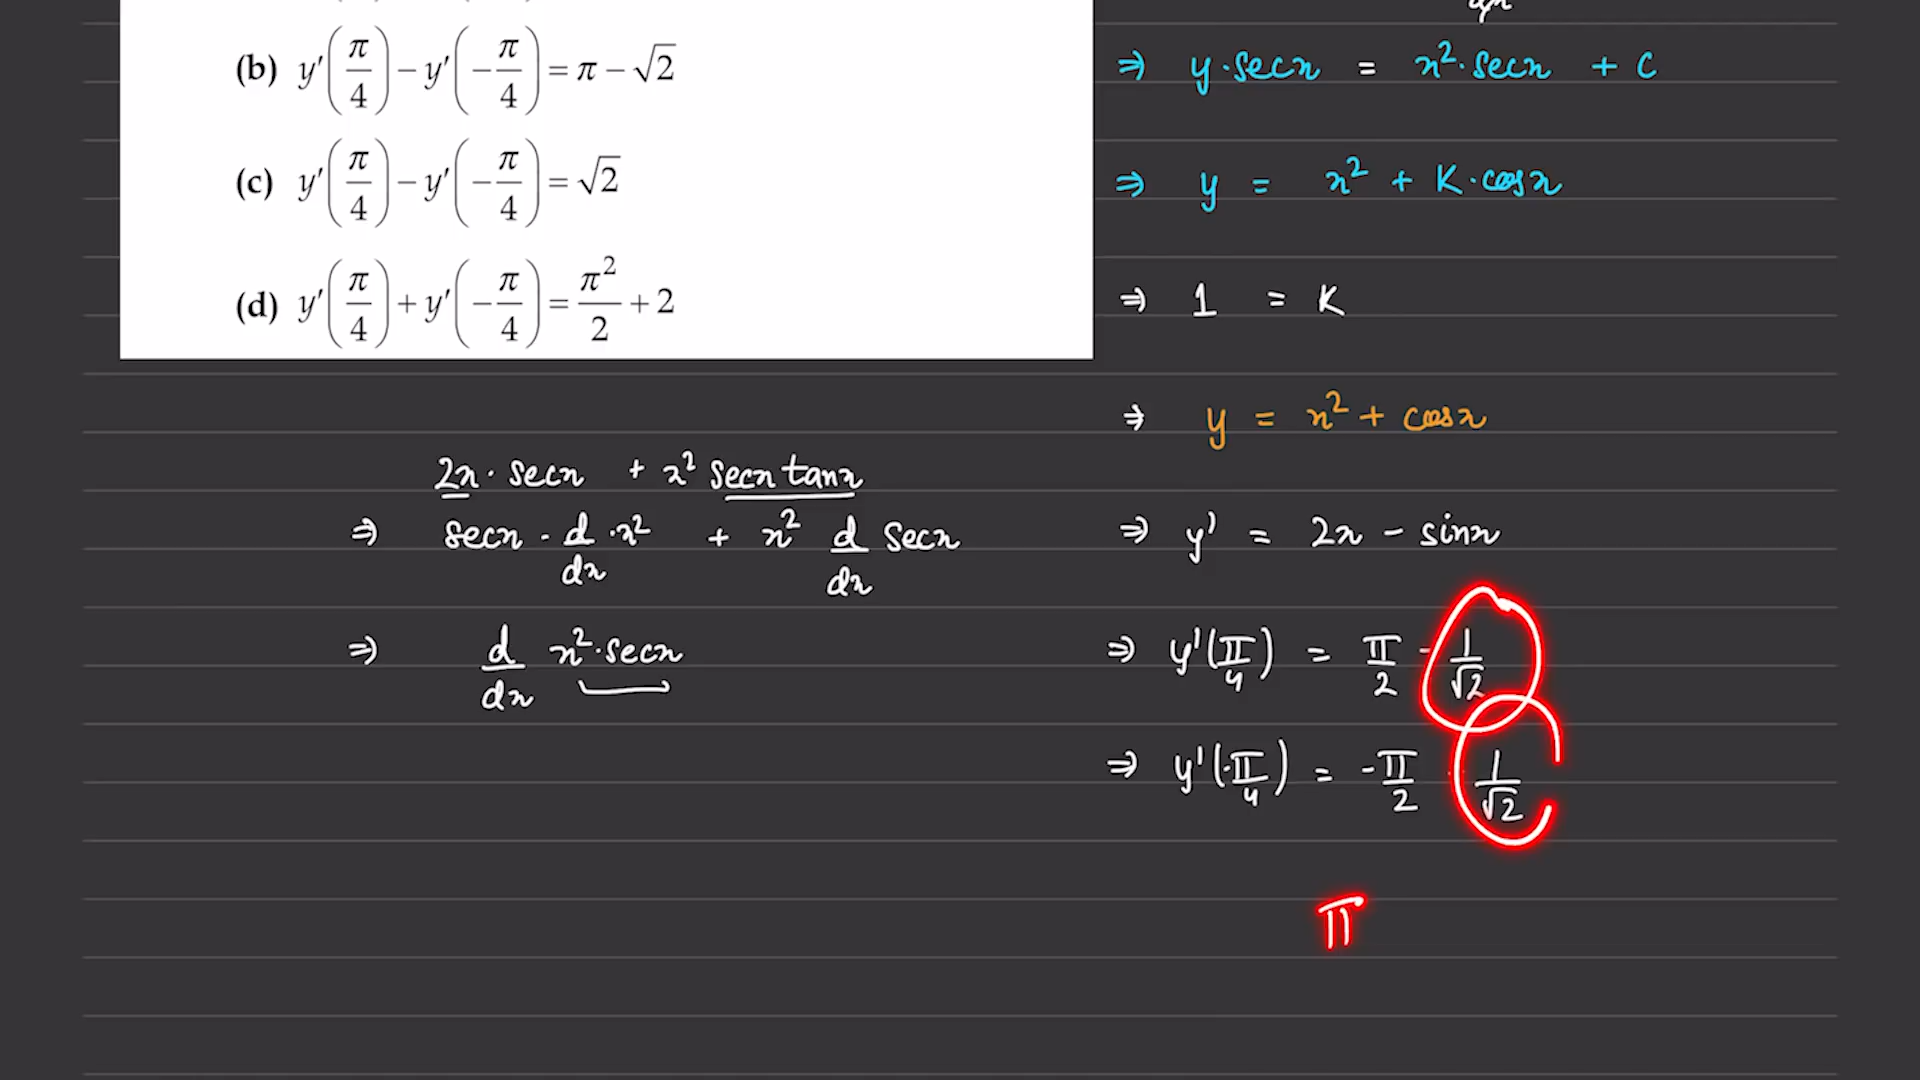 (b) y′(π/4) − y′(−π/4) = π − √2
(c) y′(π/4) − y′(−π/4) = √2
(d) y′(π/4) + y′(−π/4) = π²/2 + 2
⇒ y·secx = x²·secx + c
⇒ y = x² + K·cosx
⇒ 1 = K
⇒ y = x² + cosx
2x·secx + x² secx tanx
⇒ secx · d/dx ·x² + x² d/dx secx
⇒ d/dx x²·secx
⇒ y' = 2x − sinx
⇒ y'(π/4) = π/2 − 1/√2
⇒ y'(-π/4) = -π/2 · 1/√2
π